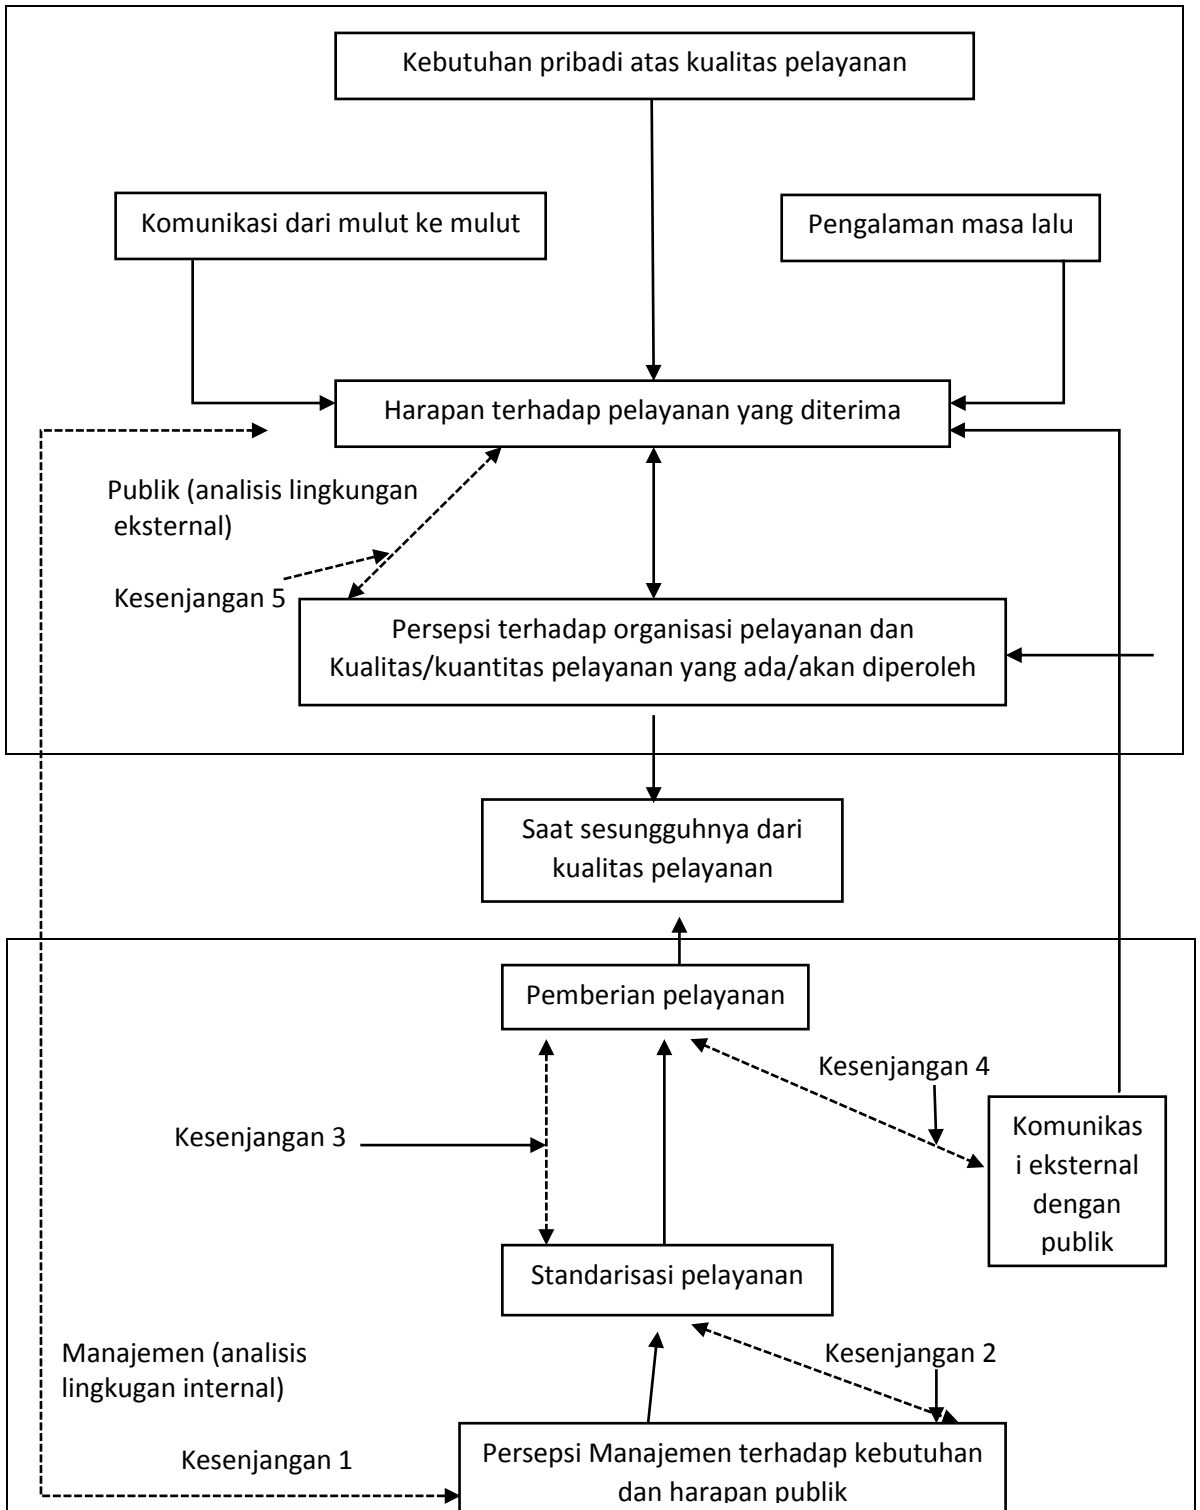 Kebutuhan pribadi atas kualitas pelayanan
Komunikasi dari mulut ke mulut
Pengalaman masa lalu
Harapan terhadap pelayanan yang diterima
Publik (analisis lingkungan
eksternal)
Kesenjangan 5
Persepsi terhadap organisasi pelayanan dan
Kualitas/kuantitas pelayanan yang ada/akan diperoleh
Saat sesungguhnya dari
kualitas pelayanan
Pemberian pelayanan
Kesenjangan 4
Kesenjangan 3
Komunikas
i eksternal
dengan
publik
Standarisasi pelayanan
Manajemen (analisis
lingkugan internal)
Kesenjangan 2
Kesenjangan 1
Persepsi Manajemen terhadap kebutuhan
dan harapan publik